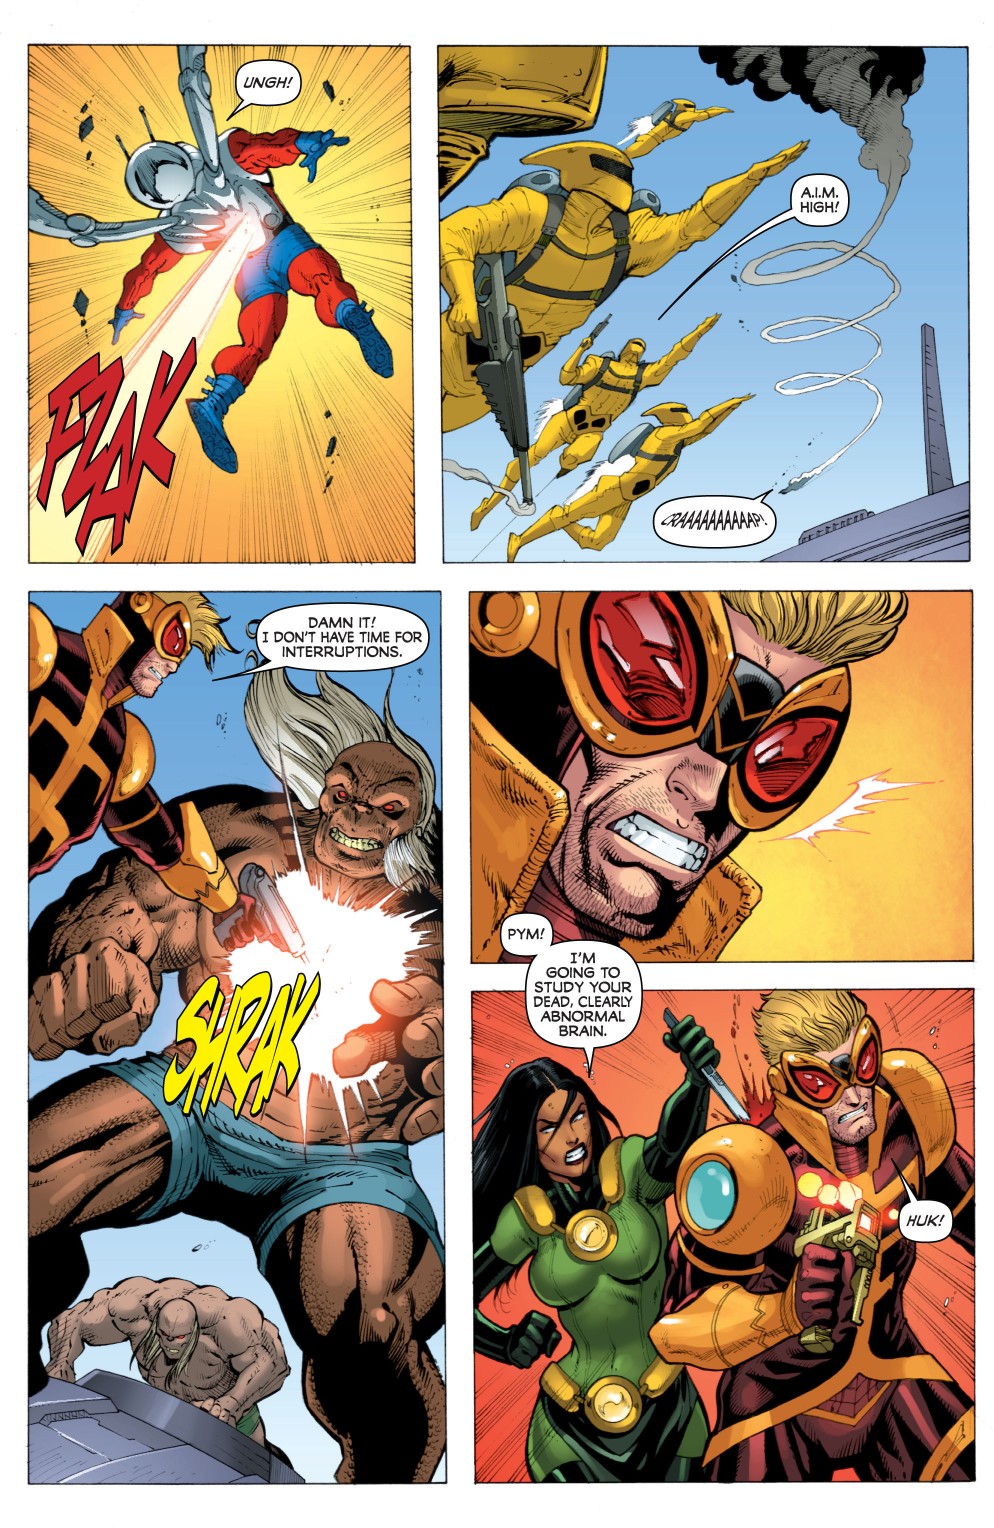 UNGH!
FZAK
A.I.M.
HIGH!
CRAAAAAAAAAAP!
DAMN IT!
I DON'T HAVE TIME FOR
INTERRUPTIONS.
SHRAK
PYM!
I'M
GOING TO
STUDY YOUR
DEAD, CLEARLY
ABNORMAL
BRAIN.
HUK!